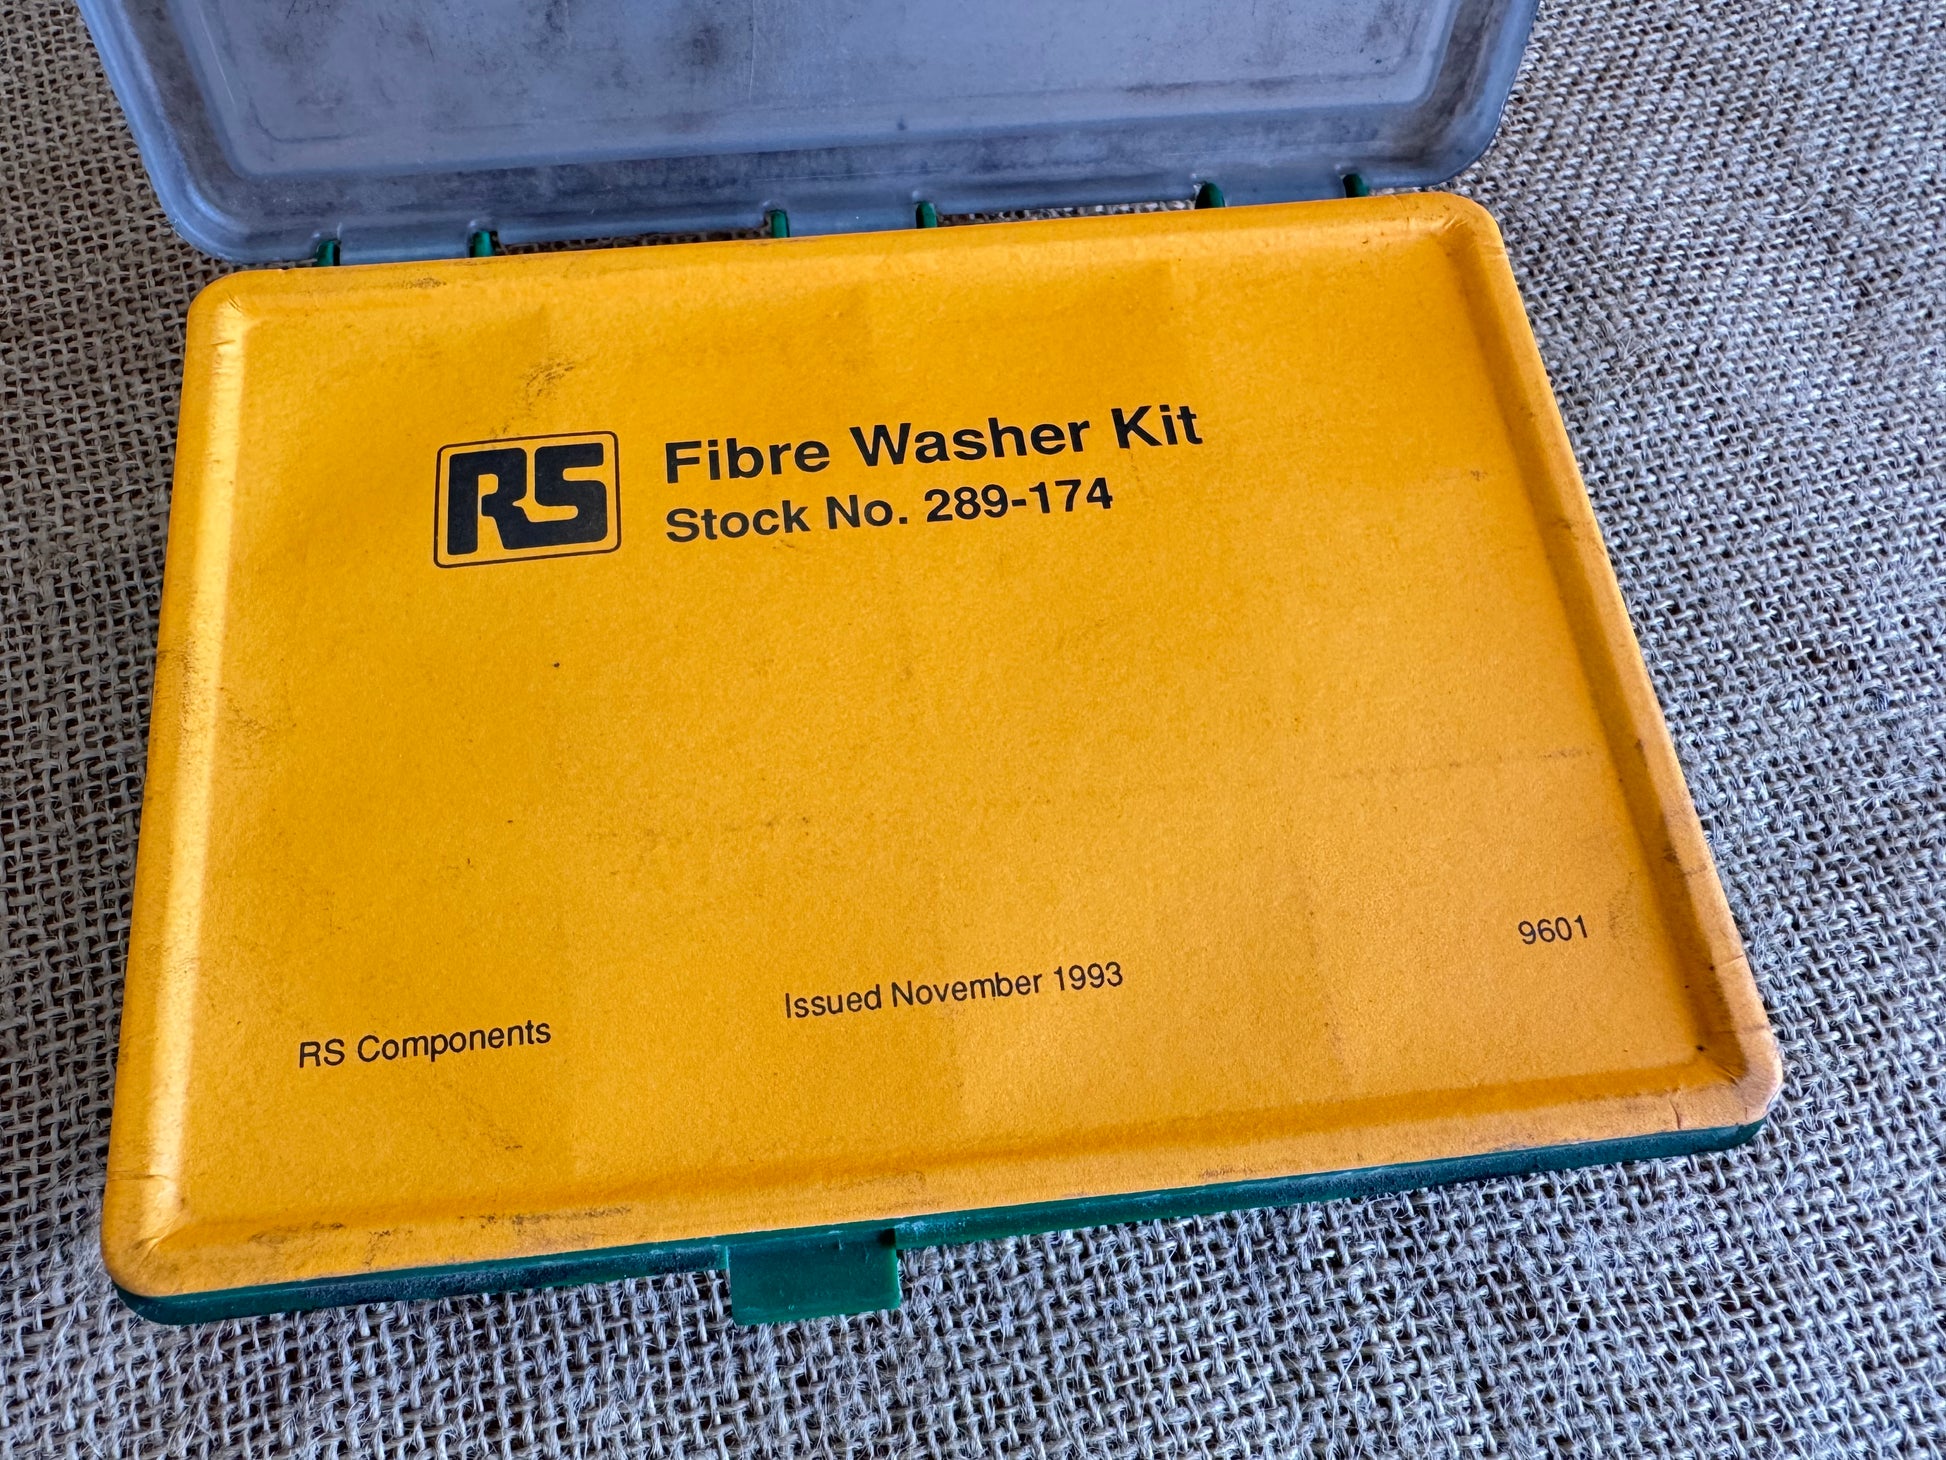 RS
Fibre Washer Kit
Stock No. 289-174
9601
Issued November 1993
RS Components